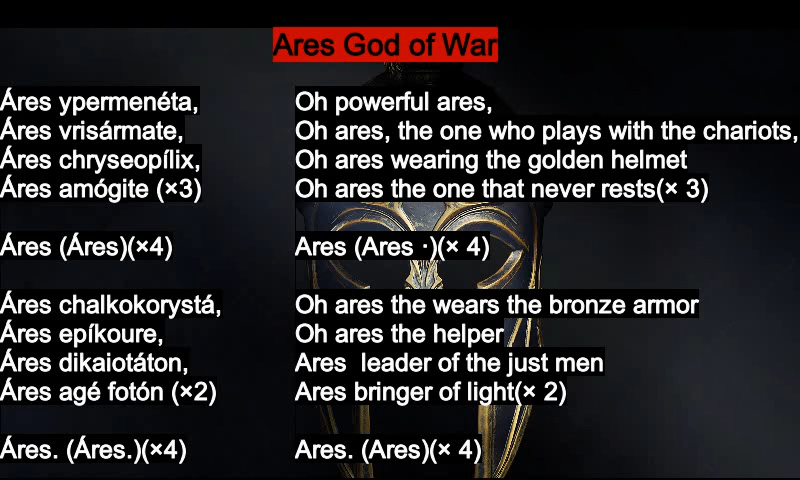 Ares God of War
Áres ypermenéta,
Áres vrisármate,
Áres chryseopílix,
Áres amógite (×3)
Áres (Áres)(×4)
Áres chalkokorystá,
Áres epíkoure,
Áres dikaiotáton,
Áres agé fotón (×2)
Áres. (Áres.)(×4)
Oh powerful ares,
Oh ares, the one who plays with the chariots,
Oh ares wearing the golden helmet
Oh ares the one that never rests(× 3)
Ares (Ares ·)(× 4)
Oh ares the wears the bronze armor
Oh ares the helper
Ares  leader of the just men
Ares bringer of light(× 2)
Ares. (Ares)(× 4)